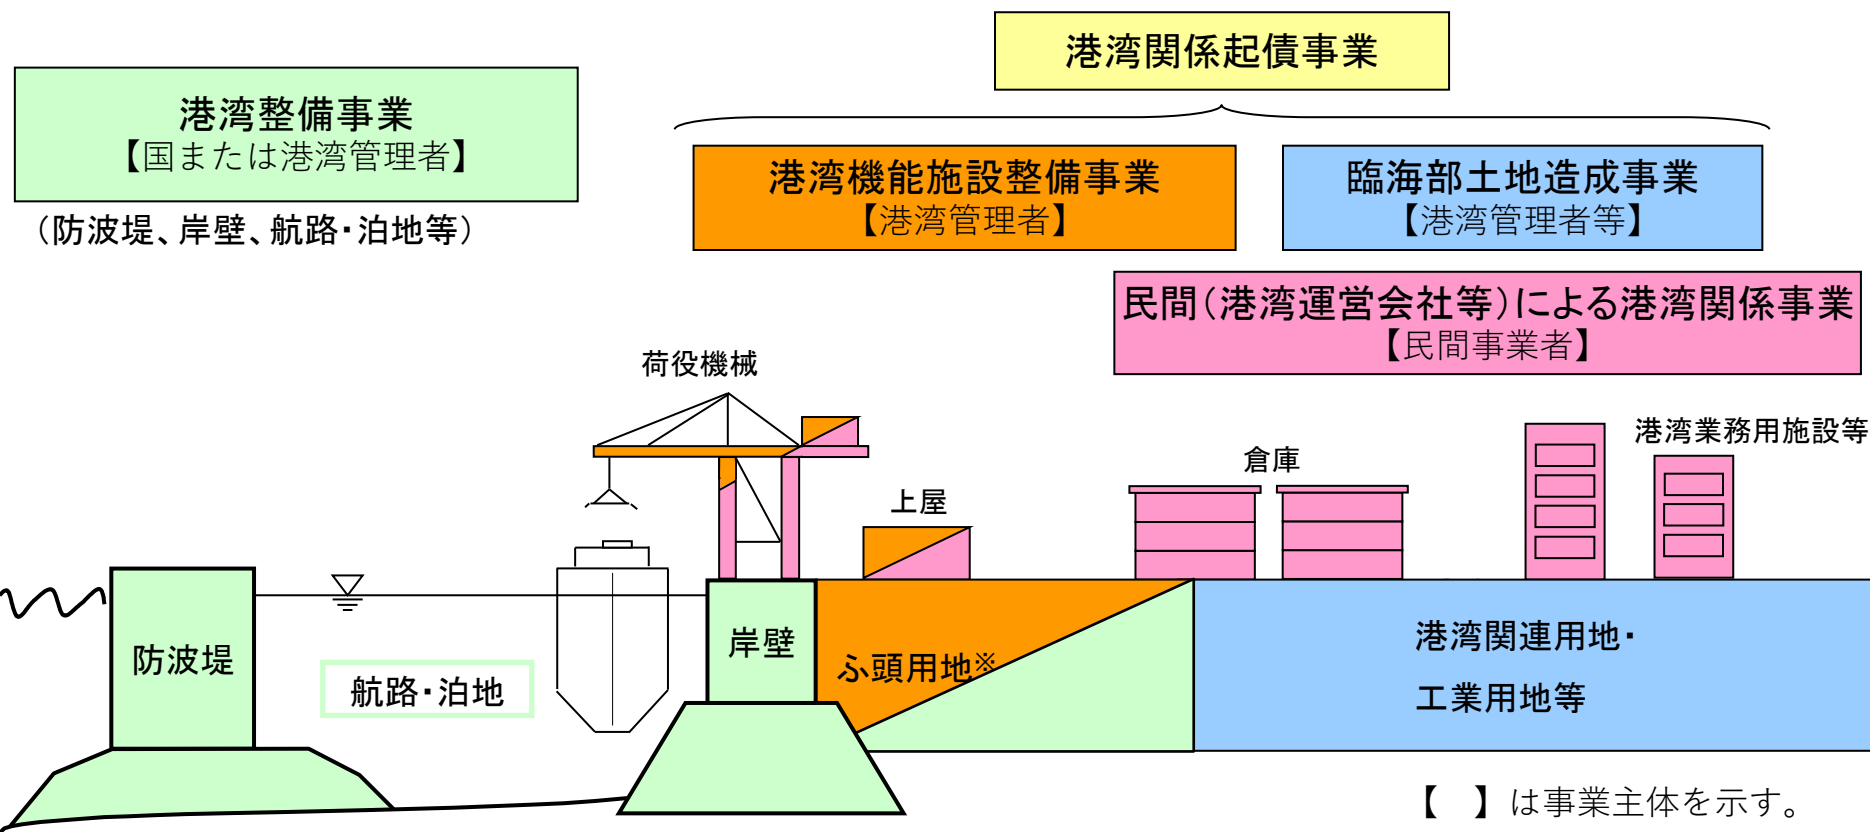 港湾関係起債事業
港湾整備事業
【国または港湾管理者】
（防波堤、岸壁、航路・泊地等）
港湾機能施設整備事業
【港湾管理者】
臨海部土地造成事業
【港湾管理者等】
民間（港湾運営会社等）による港湾関係事業
【民間事業者】
荷役機械
上屋
倉庫
港湾業務用施設等
防波堤
航路・泊地
岸壁
ふ頭用地※
港湾関連用地・
工業用地等
【　】は事業主体を示す。